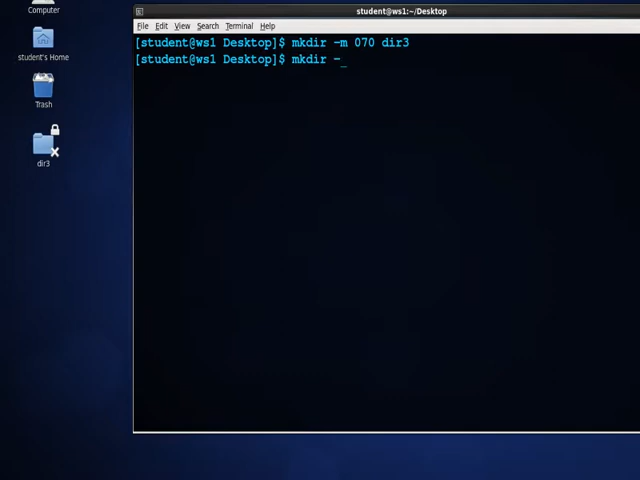 Computer
student's Home
Trash
dir3
student@ws1:~/Desktop
File Edit View Search Terminal Help
[student@ws1 Desktop]$ mkdir -m 070 dir3
[student@ws1 Desktop]$ mkdir -_